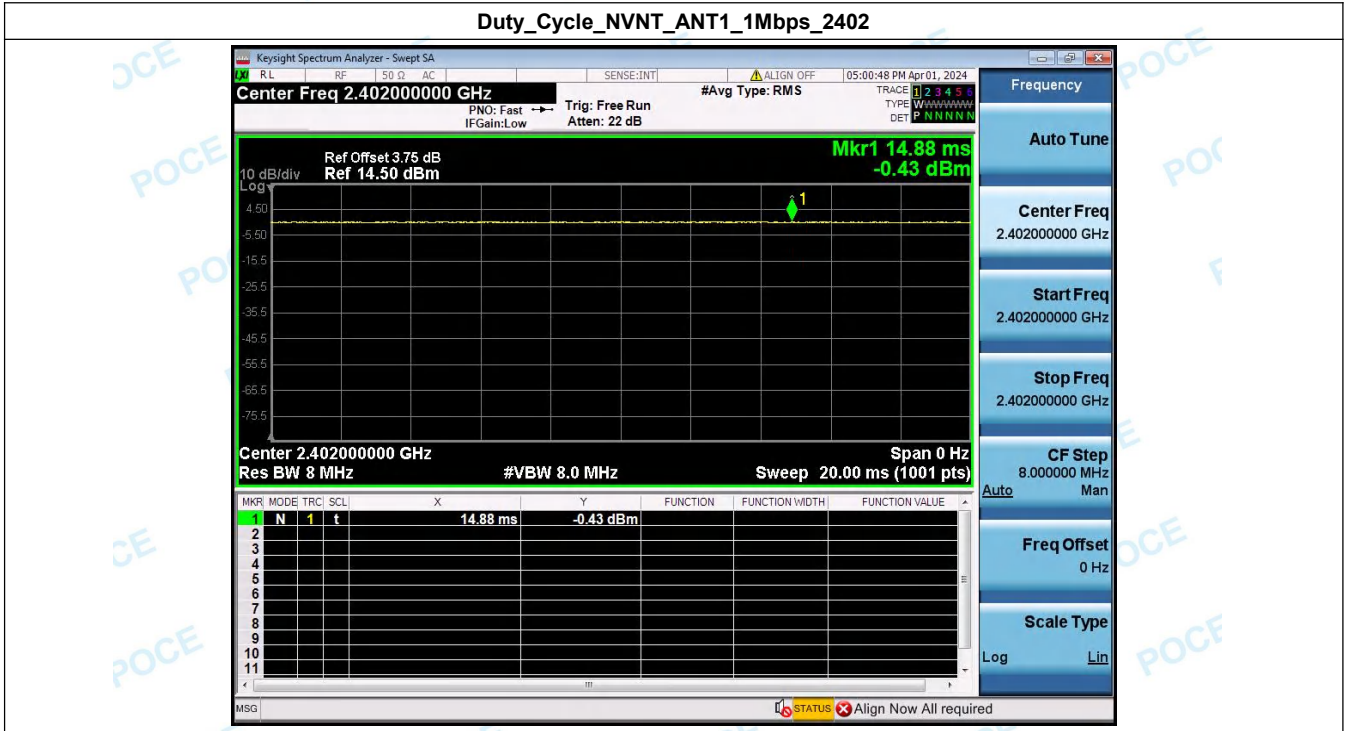 Duty_Cycle_NVNT_ANT1_1Mbps_2402
Keysight Spectrum Analyzer - Swept SA
LXI RL RF 50 Ω AC SENSE:INT ALIGN OFF 05:00:48 PM Apr 01, 2024
Center Freq 2.402000000 GHz #Avg Type: RMS TRACE 1 2 3 4 5 6
PNO: Fast Trig: Free Run TYPE WWWWWW
IFGain:Low Atten: 22 dB DET P N N N N N
Mkr1 14.88 ms
Ref Offset 3.75 dB -0.43 dBm
10 dB/div Ref 14.50 dBm
Log
1
4.50
-5.50
-15.5
-25.5
-35.5
-45.5
-55.5
-65.5
-75.5
Center 2.402000000 GHz Span 0 Hz
Res BW 8 MHz #VBW 8.0 MHz Sweep 20.00 ms (1001 pts)
MKR MODE TRC SCL X Y FUNCTION FUNCTION WIDTH FUNCTION VALUE
1 N 1 t 14.88 ms -0.43 dBm
2
3
4
5
6
7
8
9
10
11
MSG STATUS Align Now All required
Frequency
Auto Tune
Center Freq
2.402000000 GHz
Start Freq
2.402000000 GHz
Stop Freq
2.402000000 GHz
CF Step
8.000000 MHz
Auto Man
Freq Offset
0 Hz
Scale Type
Log Lin
POCE
POCE
POCE
POCE
POCE
POCE